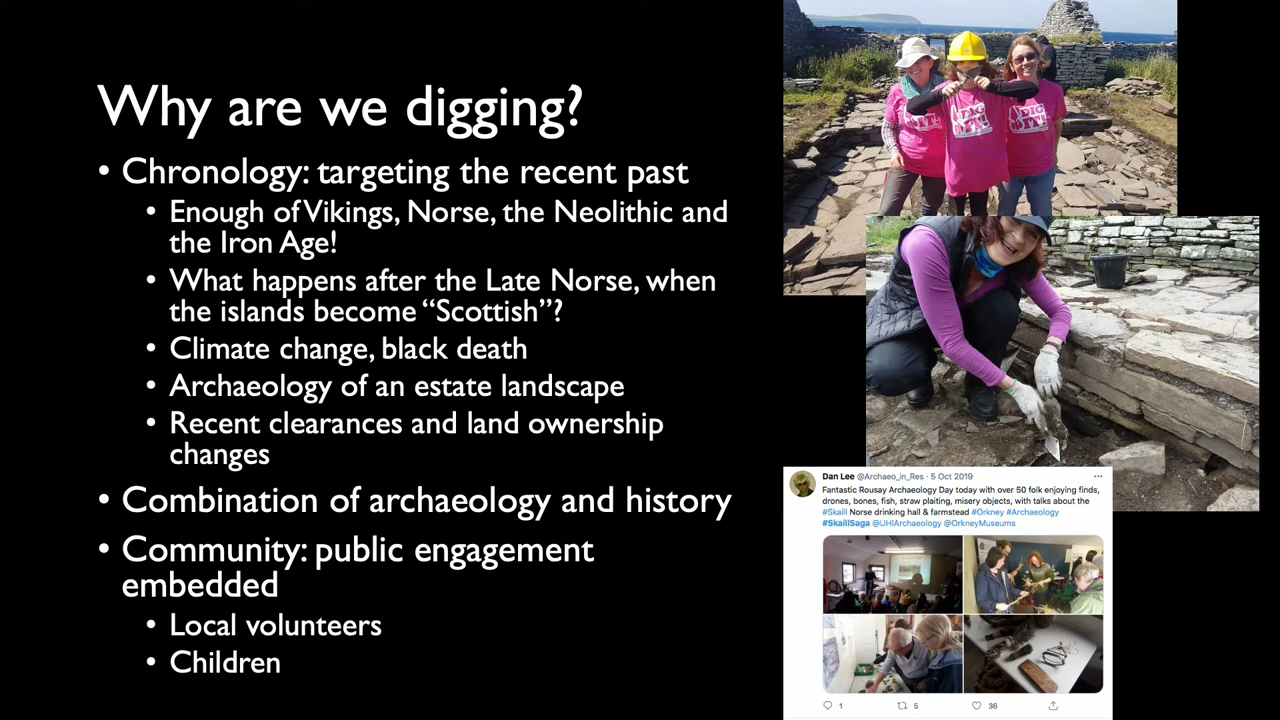 Why are we digging?
• Chronology: targeting the recent past
• Enough of Vikings, Norse, the Neolithic and
the Iron Age!
• What happens after the Late Norse, when
the islands become “Scottish”?
• Climate change, black death
• Archaeology of an estate landscape
• Recent clearances and land ownership
changes
• Combination of archaeology and history
• Community: public engagement
embedded
• Local volunteers
• Children
DIG
IT!
Dan Lee @Archaeo_in_Res · 5 Oct 2019
Fantastic Rousay Archaeology Day today with over 50 folk enjoying finds,
drones, bones, fish, straw plaiting, misery objects, with talks about the
#Skaill Norse drinking hall & farmstead #Orkney #Archaeology
#SkaillSaga @UHIArchaeology @OrkneyMuseums
1 5 36